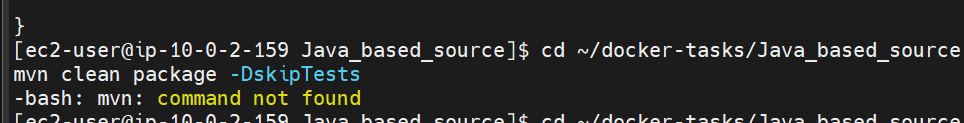 }
[ec2-user@ip-10-0-2-159 Java_based_source]$ cd ~/docker-tasks/Java_based_source
mvn clean package -DskipTests
-bash: mvn: command not found
[ec2-user@ip-10-0-2-159 Java_based_source]$ cd ~/docker-tasks/Java_based_source